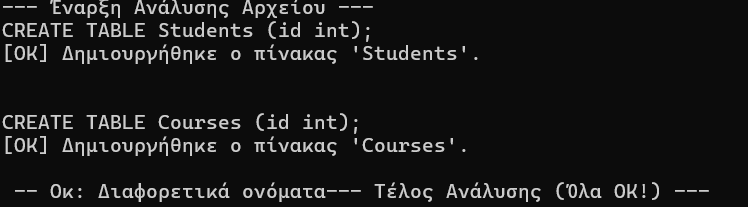 --- Έναρξη Ανάλυσης Αρχείου ---
CREATE TABLE Students (id int);
[OK] Δημιουργήθηκε ο πίνακας 'Students'.
CREATE TABLE Courses (id int);
[OK] Δημιουργήθηκε ο πίνακας 'Courses'.
-- Οκ: Διαφορετικά ονόματα--- Τέλος Ανάλυσης (Όλα ΟΚ!) ---